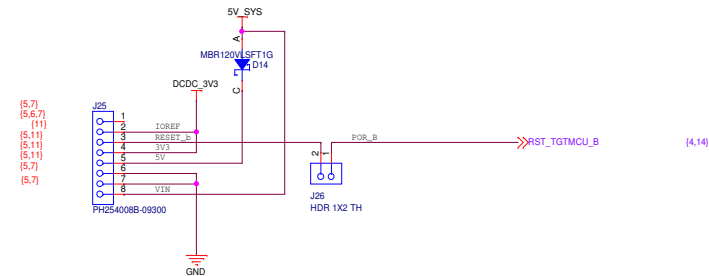 5V_SYS
A
MBR120VLSFT1G
D14
C
DCDC_3V3
{5,7}
{5,6,7}
{11}
{5,11}
{5,11}
{5,11}
{5,7}
{5,7}
J25
1
2 IOREF
3 RESET_b
4 3V3
5 5V
6
7
8 VIN
PH254008B-09300
POR_B
RST_TGTMCU_B {4,14}
2 1
J26
HDR 1X2 TH
GND